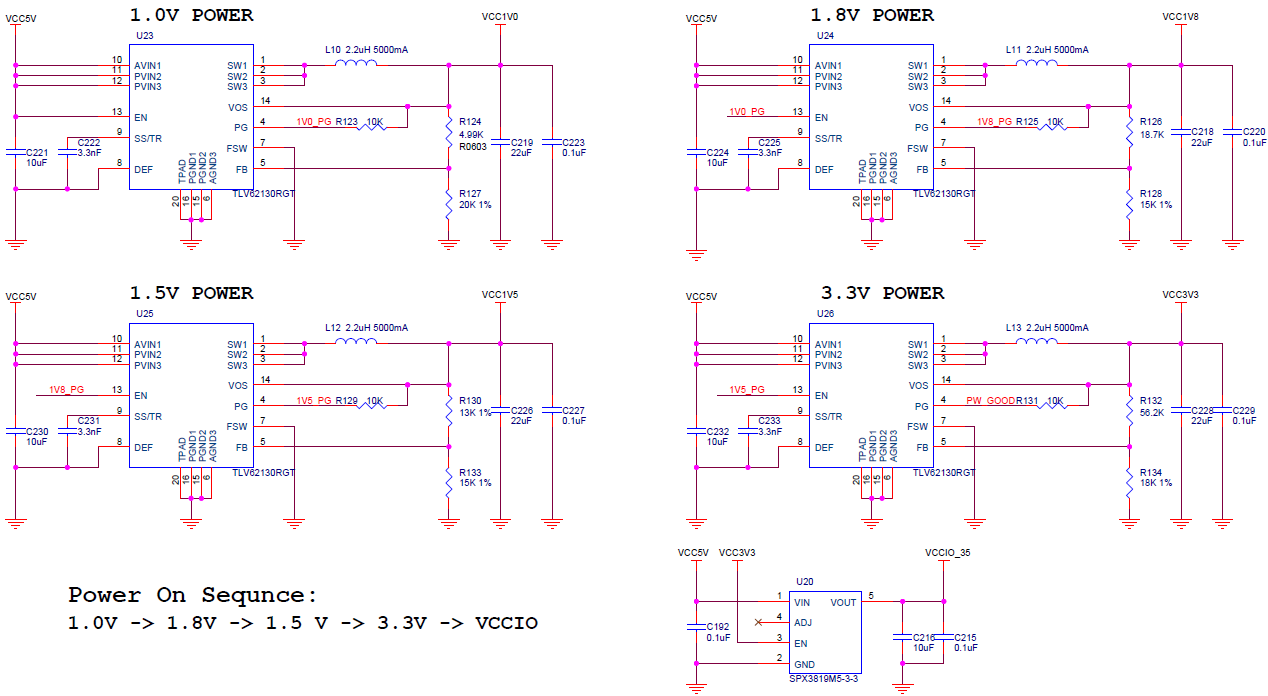 1.0V POWER
VCC5V
VCC1V0
U23
L10 2.2uH 5000mA
10 AVIN1 SW1 1
11 PVIN2 SW2 2
12 PVIN3 SW3 3
VOS 14
13 EN
PG 4 1V0_PG R123 10K
9 SS/TR
FSW 7
8 DEF
FB 5
TPAD PGND1 PGND2 AGND3
20 16 15 6
TLV62130RGT
C221
10uF
C222
3.3nF
R124
4.99K
R0603
R127
20K 1%
C219
22uF
C223
0.1uF
1.8V POWER
VCC5V
VCC1V8
U24
L11 2.2uH 5000mA
10 AVIN1 SW1 1
11 PVIN2 SW2 2
12 PVIN3 SW3 3
VOS 14
1V0_PG 13 EN
PG 4 1V8_PG R125 10K
9 SS/TR
FSW 7
8 DEF
FB 5
TPAD PGND1 PGND2 AGND3
20 16 15 6
TLV62130RGT
C224
10uF
C225
3.3nF
R126
18.7K
R128
15K 1%
C218
22uF
C220
0.1uF
1.5V POWER
VCC5V
VCC1V5
U25
L12 2.2uH 5000mA
10 AVIN1 SW1 1
11 PVIN2 SW2 2
12 PVIN3 SW3 3
VOS 14
1V8_PG 13 EN
PG 4 1V5_PG R129 10K
9 SS/TR
FSW 7
8 DEF
FB 5
TPAD PGND1 PGND2 AGND3
20 16 15 6
TLV62130RGT
C230
10uF
C231
3.3nF
R130
13K 1%
R133
15K 1%
C226
22uF
C227
0.1uF
3.3V POWER
VCC5V
VCC3V3
U26
L13 2.2uH 5000mA
10 AVIN1 SW1 1
11 PVIN2 SW2 2
12 PVIN3 SW3 3
VOS 14
1V5_PG 13 EN
PG 4 PW_GOOD R131 10K
9 SS/TR
FSW 7
8 DEF
FB 5
TPAD PGND1 PGND2 AGND3
20 16 15 6
TLV62130RGT
C232
10uF
C233
3.3nF
R132
56.2K
R134
18K 1%
C228
22uF
C229
0.1uF
Power On Sequnce:
1.0V -> 1.8V -> 1.5 V -> 3.3V -> VCCIO
VCC5V VCC3V3
VCCIO_35
U20
1 VIN VOUT 5
4 ADJ
3 EN
2 GND
SPX3819M5-3-3
C192
0.1uF
C216
10uF
C215
0.1uF